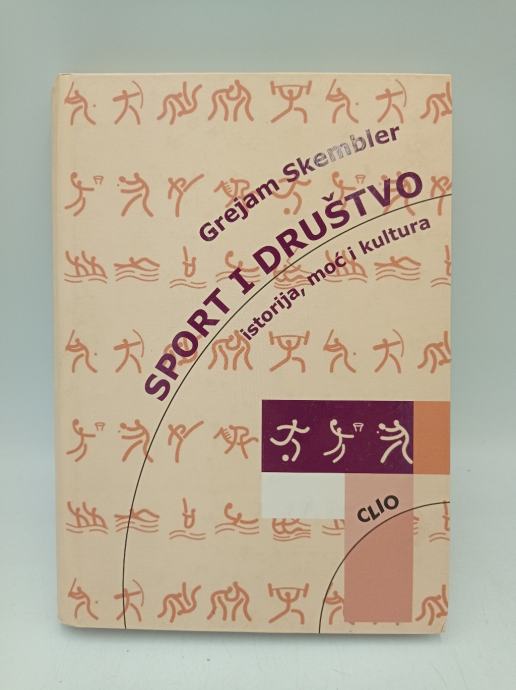 Grejam Skembler
SPORT I DRUŠTVO
istorija, moć i kultura
CLIO